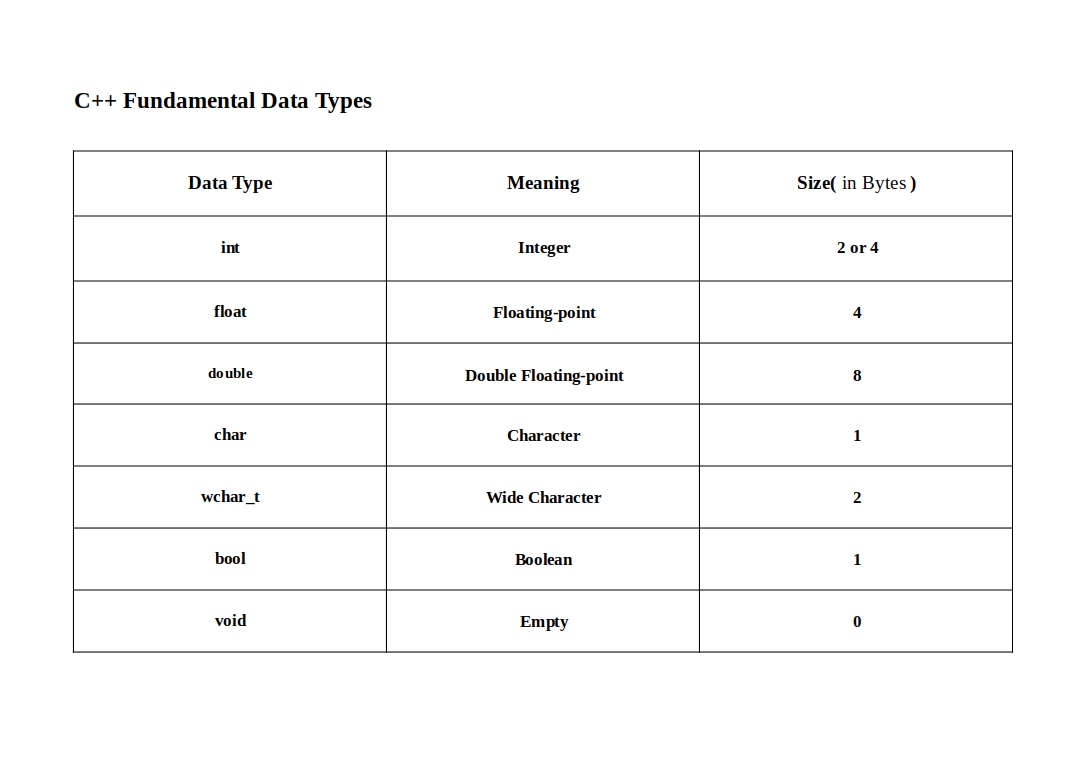 C++ Fundamental Data Types
Data Type Meaning Size( in Bytes )
int Integer 2 or 4
float Floating-point 4
double Double Floating-point 8
char Character 1
wchar_t Wide Character 2
bool Boolean 1
void Empty 0